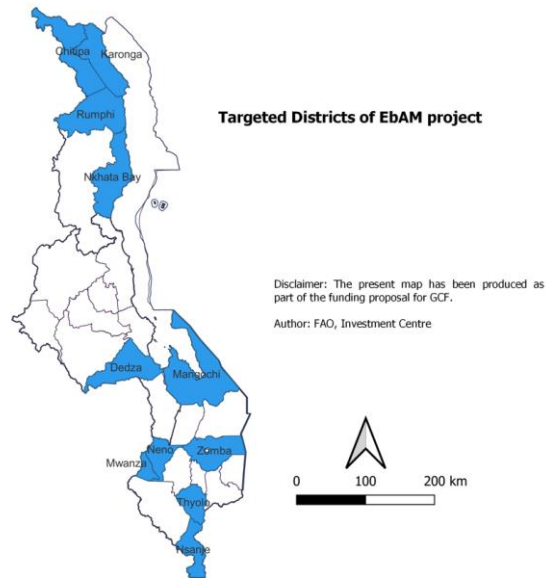 Chitipa
Karonga
Rumphi
Targeted Districts of EbAM project
Nkhata Bay
Disclaimer: The present map has been produced as
part of the funding proposal for GCF.
Author: FAO, Investment Centre
Dedza
Mangochi
Neno
Zomba
Mwanza
Thyolo
Nsanje
0 100 200 km